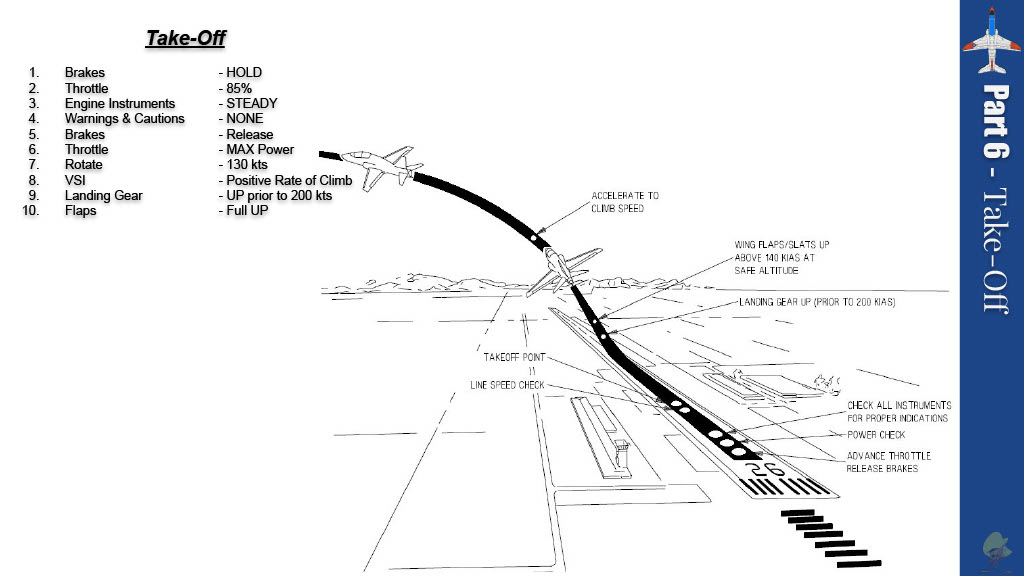 Take-Off
1. Brakes - HOLD
2. Throttle - 85%
3. Engine Instruments - STEADY
4. Warnings & Cautions - NONE
5. Brakes - Release
6. Throttle - MAX Power
7. Rotate - 130 kts
8. VSI - Positive Rate of Climb
9. Landing Gear - UP prior to 200 kts
10. Flaps - Full UP
ACCELERATE TO
CLIMB SPEED
WING FLAPS/SLATS UP
ABOVE 140 KIAS AT
SAFE ALTITUDE
LANDING GEAR UP (PRIOR TO 200 KIAS)
TAKEOFF POINT
LINE SPEED CHECK
CHECK ALL INSTRUMENTS
FOR PROPER INDICATIONS
POWER CHECK
ADVANCE THROTTLE
RELEASE BRAKES
26
Part 6 - Take-Off